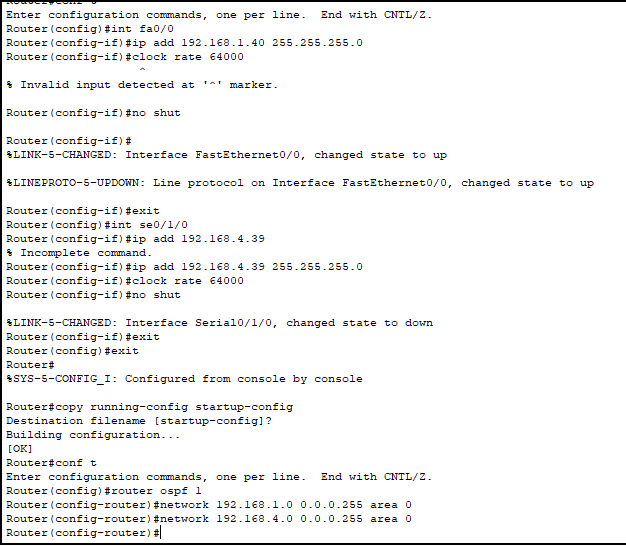 Enter configuration commands, one per line.  End with CNTL/Z.
Router(config)#int fa0/0
Router(config-if)#ip add 192.168.1.40 255.255.255.0
Router(config-if)#clock rate 64000
^
% Invalid input detected at '^' marker.
Router(config-if)#no shut
Router(config-if)#
%LINK-5-CHANGED: Interface FastEthernet0/0, changed state to up
%LINEPROTO-5-UPDOWN: Line protocol on Interface FastEthernet0/0, changed state to up
Router(config-if)#exit
Router(config)#int se0/1/0
Router(config-if)#ip add 192.168.4.39
% Incomplete command.
Router(config-if)#ip add 192.168.4.39 255.255.255.0
Router(config-if)#clock rate 64000
Router(config-if)#no shut
%LINK-5-CHANGED: Interface Serial0/1/0, changed state to down
Router(config-if)#exit
Router(config)#exit
Router#
%SYS-5-CONFIG_I: Configured from console by console
Router#copy running-config startup-config
Destination filename [startup-config]?
Building configuration...
[OK]
Router#conf t
Enter configuration commands, one per line.  End with CNTL/Z.
Router(config)#router ospf 1
Router(config-router)#network 192.168.1.0 0.0.0.255 area 0
Router(config-router)#network 192.168.4.0 0.0.0.255 area 0
Router(config-router)#